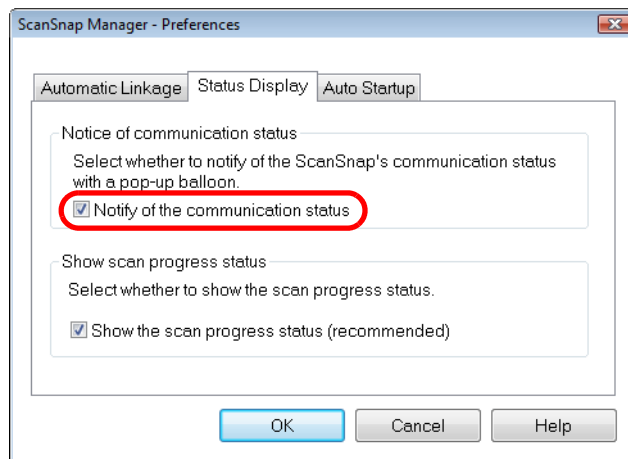 ScanSnap Manager - Preferences
Automatic Linkage Status Display Auto Startup
Notice of communication status
Select whether to notify of the ScanSnap's communication status
with a pop-up balloon.
Notify of the communication status
Show scan progress status
Select whether to show the scan progress status.
Show the scan progress status (recommended)
OK Cancel Help